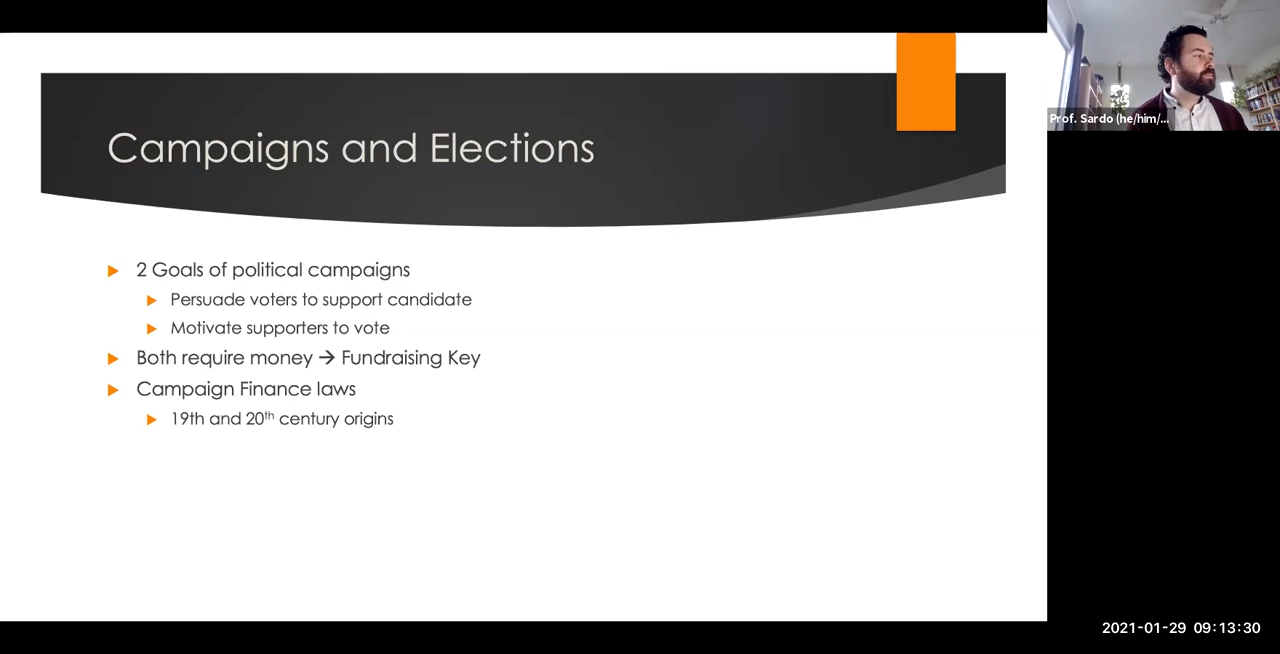 Campaigns and Elections
2 Goals of political campaigns
Persuade voters to support candidate
Motivate supporters to vote
Both require money → Fundraising Key
Campaign Finance laws
19th and 20th century origins
Prof. Sardo (he/him/...
2021-01-29 09:13:30